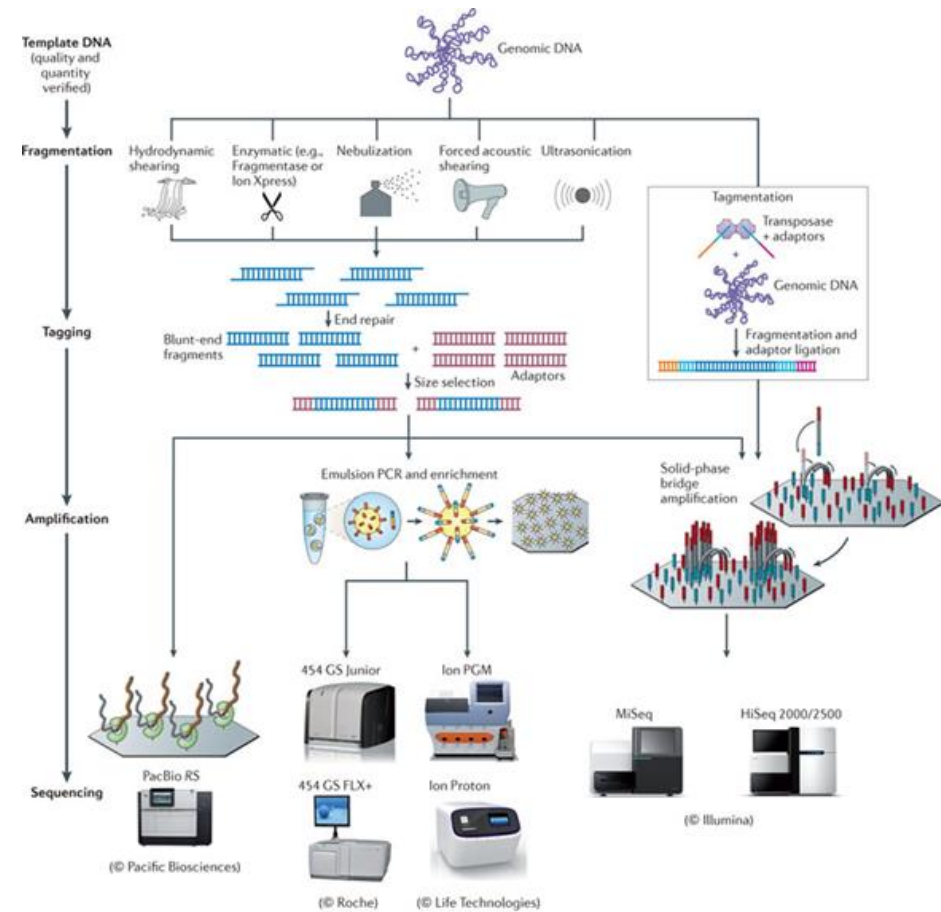 Template DNA
(quality and
quantity
verified)
Genomic DNA
Fragmentation
Hydrodynamic
shearing
Enzymatic (e.g.,
Fragmentase or
Ion Xpress)
Nebulization
Forced acoustic
shearing
Ultrasonication
Tagmentation
Transposase
+ adaptors
+
Genomic DNA
Fragmentation and
adaptor ligation
Tagging
End repair
Blunt-end
fragments
+
Adaptors
Size selection
Amplification
Emulsion PCR and enrichment
Solid-phase
bridge
amplification
Sequencing
PacBio RS
(© Pacific Biosciences)
454 GS Junior
Ion PGM
454 GS FLX+
Ion Proton
(© Roche)
(© Life Technologies)
MiSeq
HiSeq 2000/2500
(© Illumina)